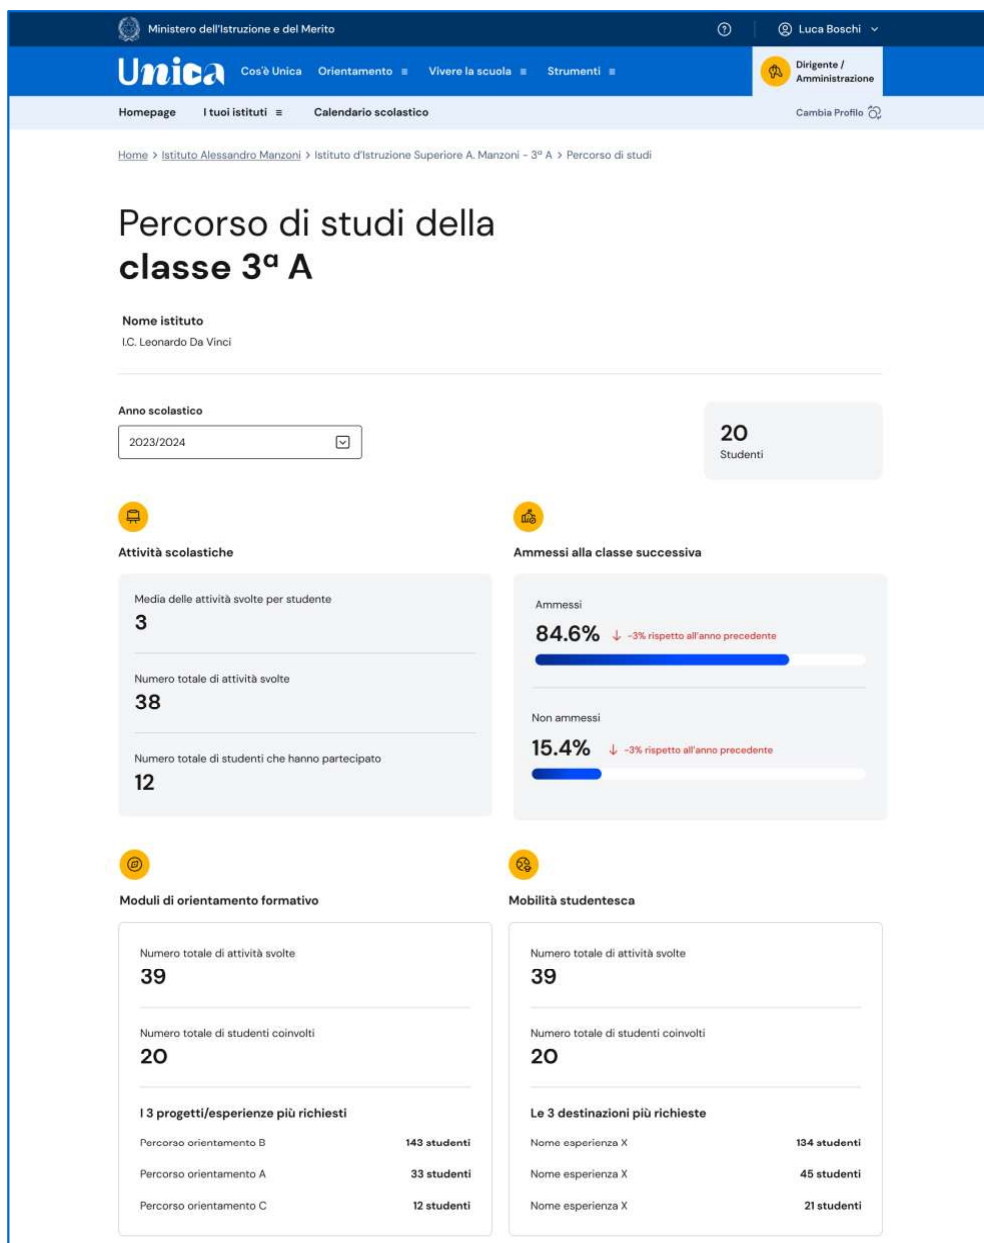 Ministero dell'Istruzione e del Merito
Luca Boschi
Unica
Cos'è Unica
Orientamento
Vivere la scuola
Strumenti
Dirigente /
Amministrazione
Homepage
I tuoi istituti
Calendario scolastico
Cambia Profilo
Home > Istituto Alessandro Manzoni > Istituto d'Istruzione Superiore A. Manzoni - 3ª A > Percorso di studi
Percorso di studi della
classe 3ª A
Nome istituto
I.C. Leonardo Da Vinci
Anno scolastico
2023/2024
20
Studenti
Attività scolastiche
Media delle attività svolte per studente
3
Numero totale di attività svolte
38
Numero totale di studenti che hanno partecipato
12
Ammessi alla classe successiva
Ammessi
84.6% ↓ -3% rispetto all'anno precedente
Non ammessi
15.4% ↓ -3% rispetto all'anno precedente
Moduli di orientamento formativo
Numero totale di attività svolte
39
Numero totale di studenti coinvolti
20
I 3 progetti/esperienze più richiesti
Percorso orientamento B 143 studenti
Percorso orientamento A 33 studenti
Percorso orientamento C 12 studenti
Mobilità studentesca
Numero totale di attività svolte
39
Numero totale di studenti coinvolti
20
Le 3 destinazioni più richieste
Nome esperienza X 134 studenti
Nome esperienza X 45 studenti
Nome esperienza X 21 studenti